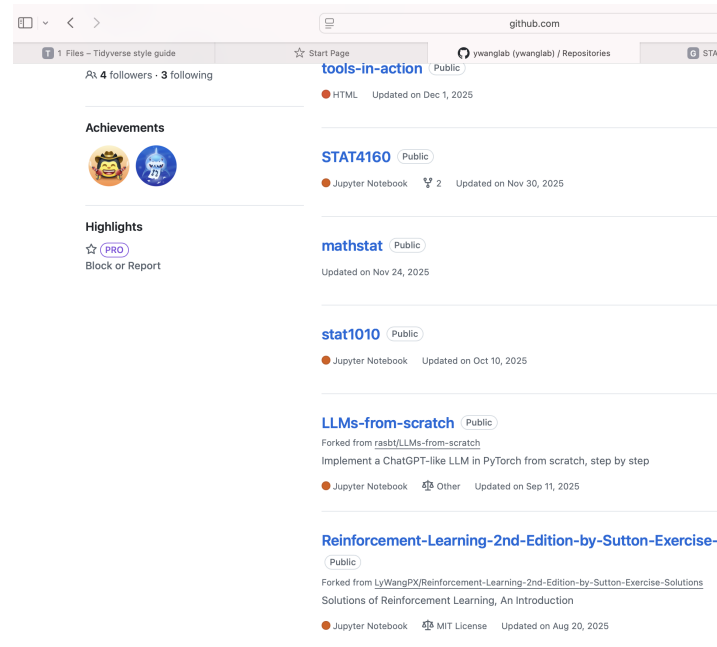 github.com
T 1 Files – Tidyverse style guide
Start Page
ywanglab (ywanglab) / Repositories
G STA
4 followers · 3 following
Achievements
Highlights
PRO
Block or Report
tools-in-action Public
HTML Updated on Dec 1, 2025
STAT4160 Public
Jupyter Notebook 2 Updated on Nov 30, 2025
mathstat Public
Updated on Nov 24, 2025
stat1010 Public
Jupyter Notebook Updated on Oct 10, 2025
LLMs-from-scratch Public
Forked from rasbt/LLMs-from-scratch
Implement a ChatGPT-like LLM in PyTorch from scratch, step by step
Jupyter Notebook Other Updated on Sep 11, 2025
Reinforcement-Learning-2nd-Edition-by-Sutton-Exercise-
Public
Forked from LyWangPX/Reinforcement-Learning-2nd-Edition-by-Sutton-Exercise-Solutions
Solutions of Reinforcement Learning, An Introduction
Jupyter Notebook MIT License Updated on Aug 20, 2025